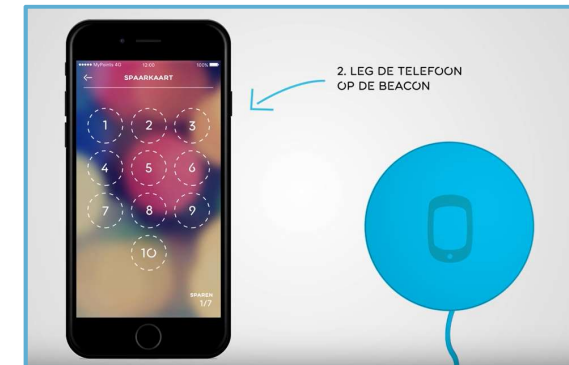 MyPoints AG 12:00 100%
SPAARKAART
1 2 3
4 5 6
7 8 9
10
SPAREN
1/7
2. LEG DE TELEFOON
OP DE BEACON